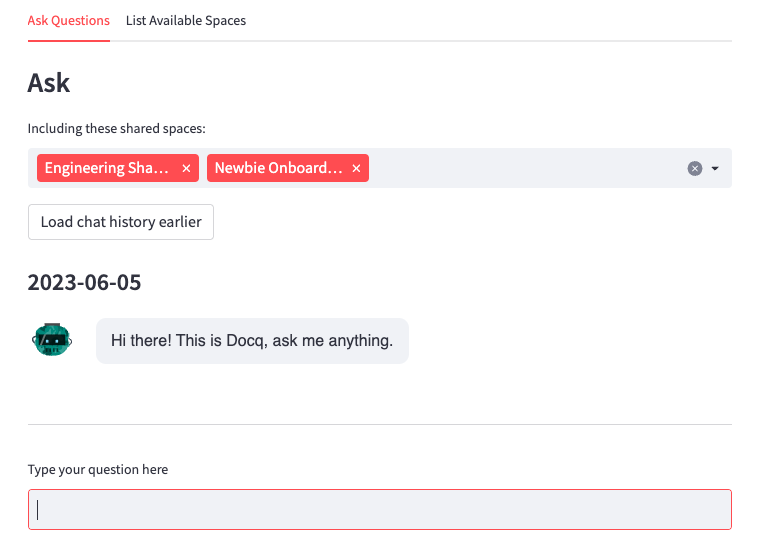 Ask Questions List Available Spaces
Ask
Including these shared spaces:
Engineering Sha... Newbie Onboard...
Load chat history earlier
2023-06-05
Hi there! This is Docq, ask me anything.
Type your question here